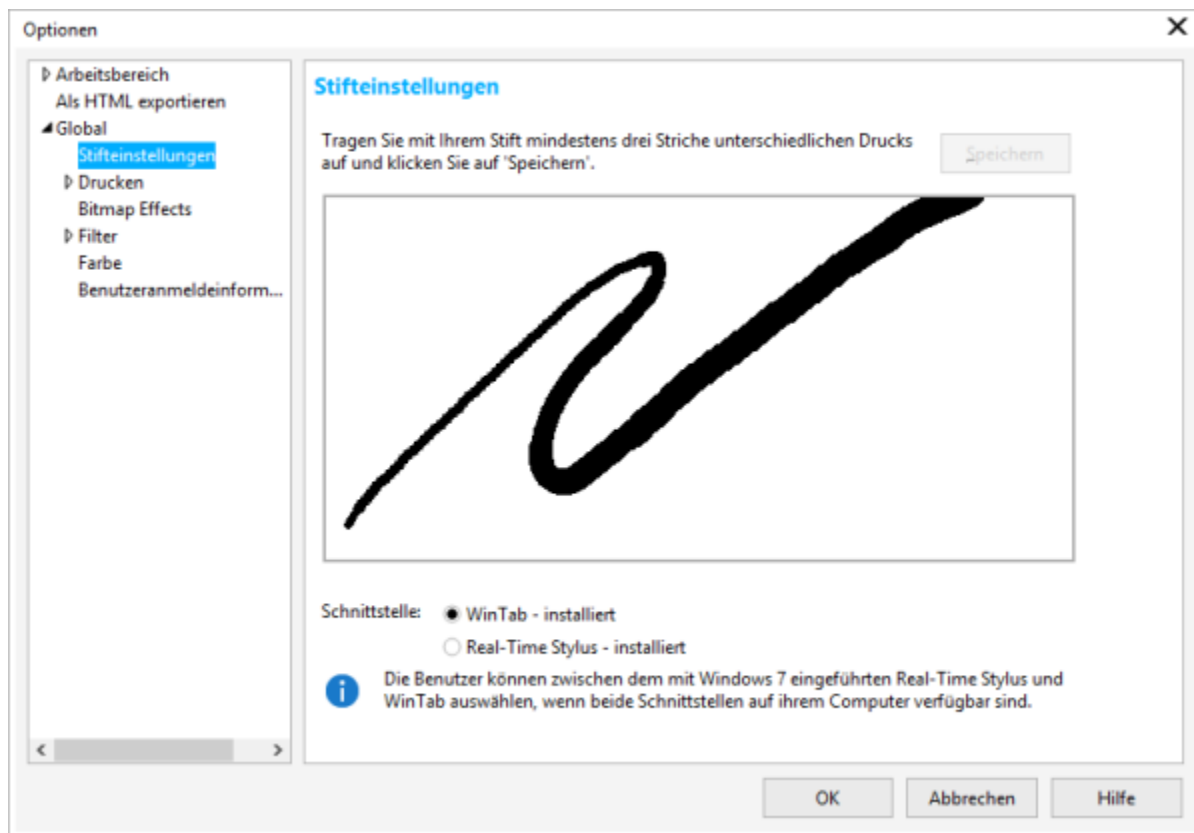 Optionen
Arbeitsbereich
Als HTML exportieren
Global
Stifteinstellungen
Drucken
Bitmap Effects
Filter
Farbe
Benutzeranmeldeinform...
Stifteinstellungen
Tragen Sie mit Ihrem Stift mindestens drei Striche unterschiedlichen Drucks
auf und klicken Sie auf 'Speichern'.
Speichern
Schnittstelle:
WinTab - installiert
Real-Time Stylus - installiert
Die Benutzer können zwischen dem mit Windows 7 eingeführten Real-Time Stylus und
WinTab auswählen, wenn beide Schnittstellen auf ihrem Computer verfügbar sind.
OK
Abbrechen
Hilfe